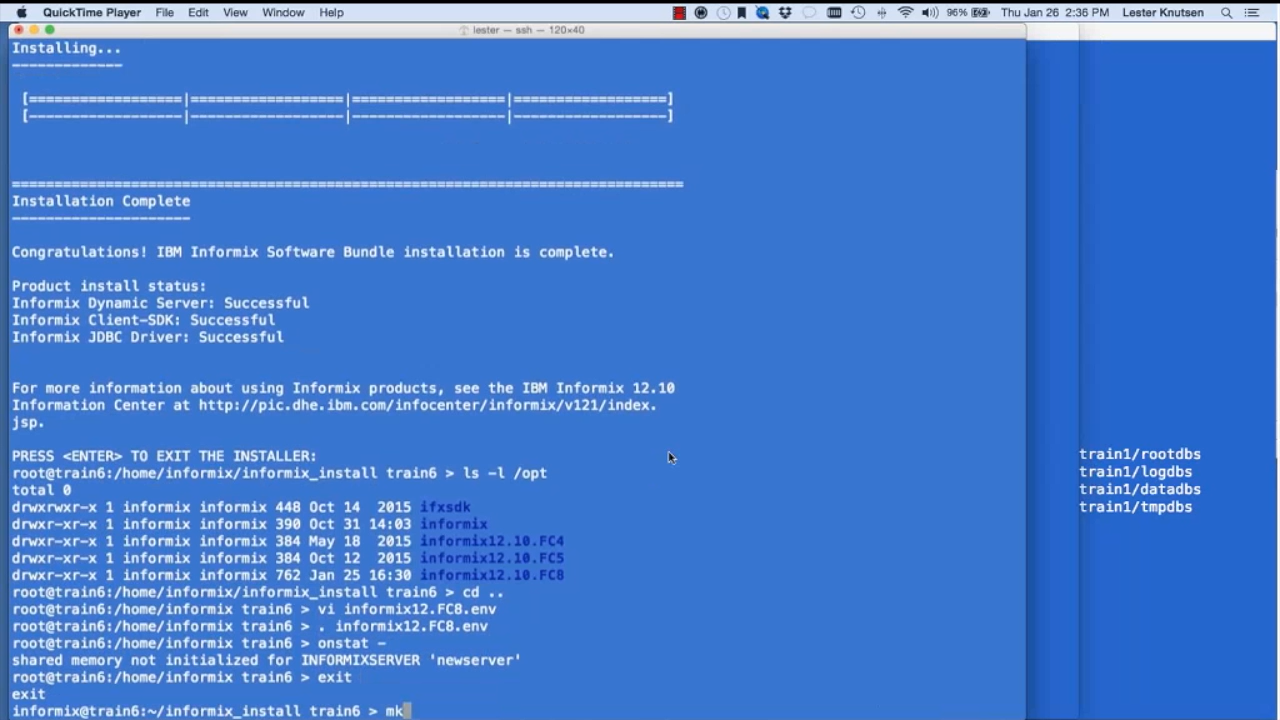 QuickTime Player File Edit View Window Help 96% Thu Jan 26 2:36 PM Lester Knutsen
lester — ssh — 120×40
Installing...
-------------
[==================|==================|==================|==================]
[------------------|------------------|------------------|------------------]
===============================================================================
Installation Complete
---------------------
Congratulations! IBM Informix Software Bundle installation is complete.
Product install status:
Informix Dynamic Server: Successful
Informix Client-SDK: Successful
Informix JDBC Driver: Successful
For more information about using Informix products, see the IBM Informix 12.10
Information Center at http://pic.dhe.ibm.com/infocenter/informix/v121/index.
jsp.
PRESS <ENTER> TO EXIT THE INSTALLER:
root@train6:/home/informix/informix_install train6 > ls -l /opt
total 0
drwxrwxr-x 1 informix informix 448 Oct 14  2015 ifxsdk
drwxr-xr-x 1 informix informix 390 Oct 31 14:03 informix
drwxr-xr-x 1 informix informix 384 May 18  2015 informix12.10.FC4
drwxr-xr-x 1 informix informix 384 Oct 12  2015 informix12.10.FC5
drwxr-xr-x 1 informix informix 762 Jan 25 16:30 informix12.10.FC8
root@train6:/home/informix/informix_install train6 > cd ..
root@train6:/home/informix train6 > vi informix12.FC8.env
root@train6:/home/informix train6 > . informix12.FC8.env
root@train6:/home/informix train6 > onstat -
shared memory not initialized for INFORMIXSERVER 'newserver'
root@train6:/home/informix train6 > exit
exit
informix@train6:~/informix_install train6 > mk
train1/rootdbs
train1/logdbs
train1/datadbs
train1/tmpdbs